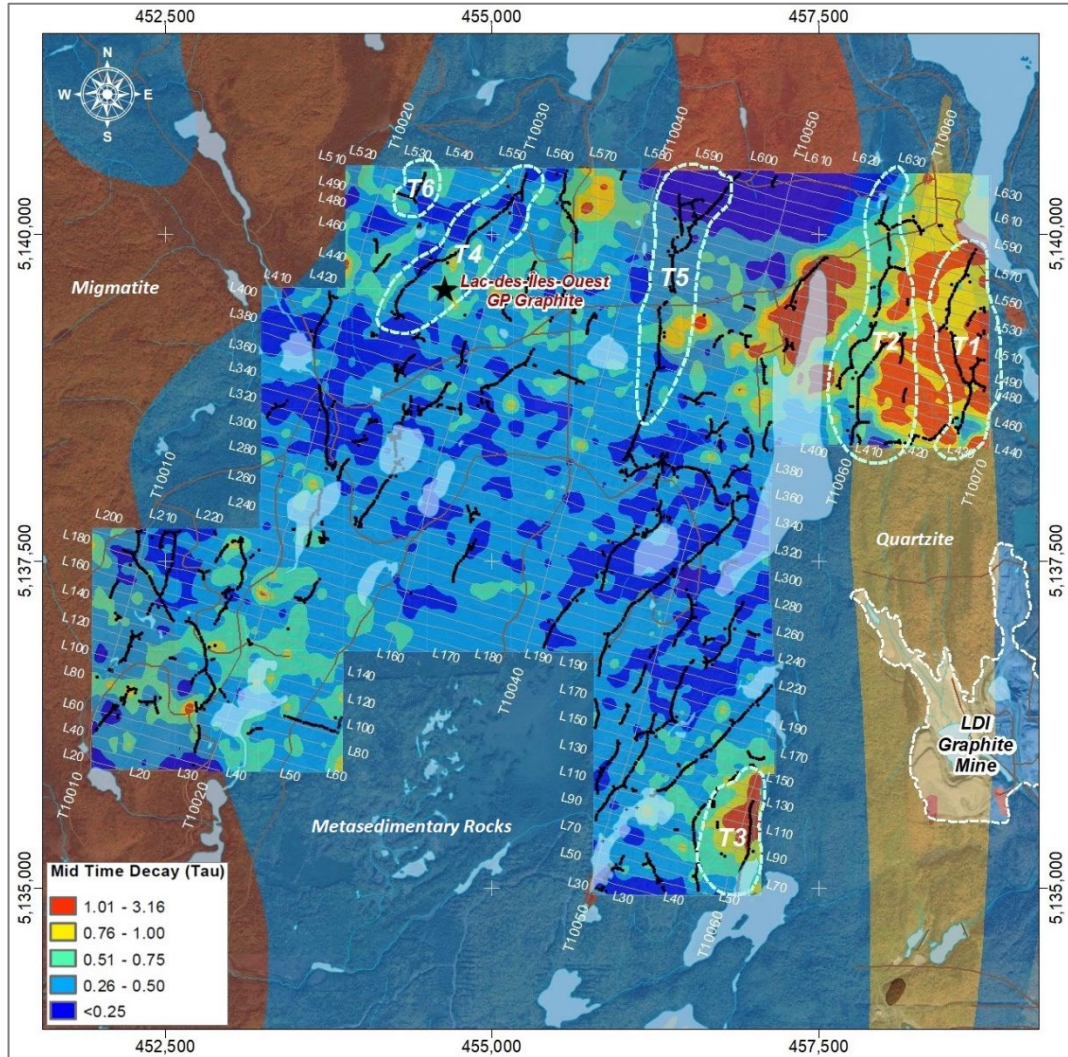 452,500
455,000
457,500
N
W
E
S
T10020
T10030
T10040
T10050
T10060
L510
L520
L530
L540
L550
L560
L570
L580
L590
L600
L610
L620
L630
L490
L480
L460
L440
L410
L420
L400
L380
L360
L340
L320
L300
L280
L260
L240
L630
L610
L590
L570
L550
L530
L510
L490
L480
L460
L440
5,140,000
5,140,000
T6
T4
T5
T2
T1
Lac-des-Îles-Ouest
GP Graphite
Migmatite
T10010
L400
L410
L420
T10060
T10070
L380
L360
L340
L320
L300
L280
L260
L240
L220
L190
L170
L150
L130
L110
L90
L70
Quartzite
5,137,500
5,137,500
L200
L210
L220
L180
L160
L140
L120
L100
L80
L60
L40
L20
L160
L170
L180
L190
L140
L120
L100
L80
T10040
L190
L170
L150
L130
L110
L90
L70
L50
L30
LDI
Graphite
Mine
T10010
L20
L30
T10020
L40
L50
L60
Metasedimentary Rocks
T3
L30
L40
L50
T10050
T10060
5,135,000
5,135,000
Mid Time Decay (Tau)
1.01 - 3.16
0.76 - 1.00
0.51 - 0.75
0.26 - 0.50
<0.25
452,500
455,000
457,500